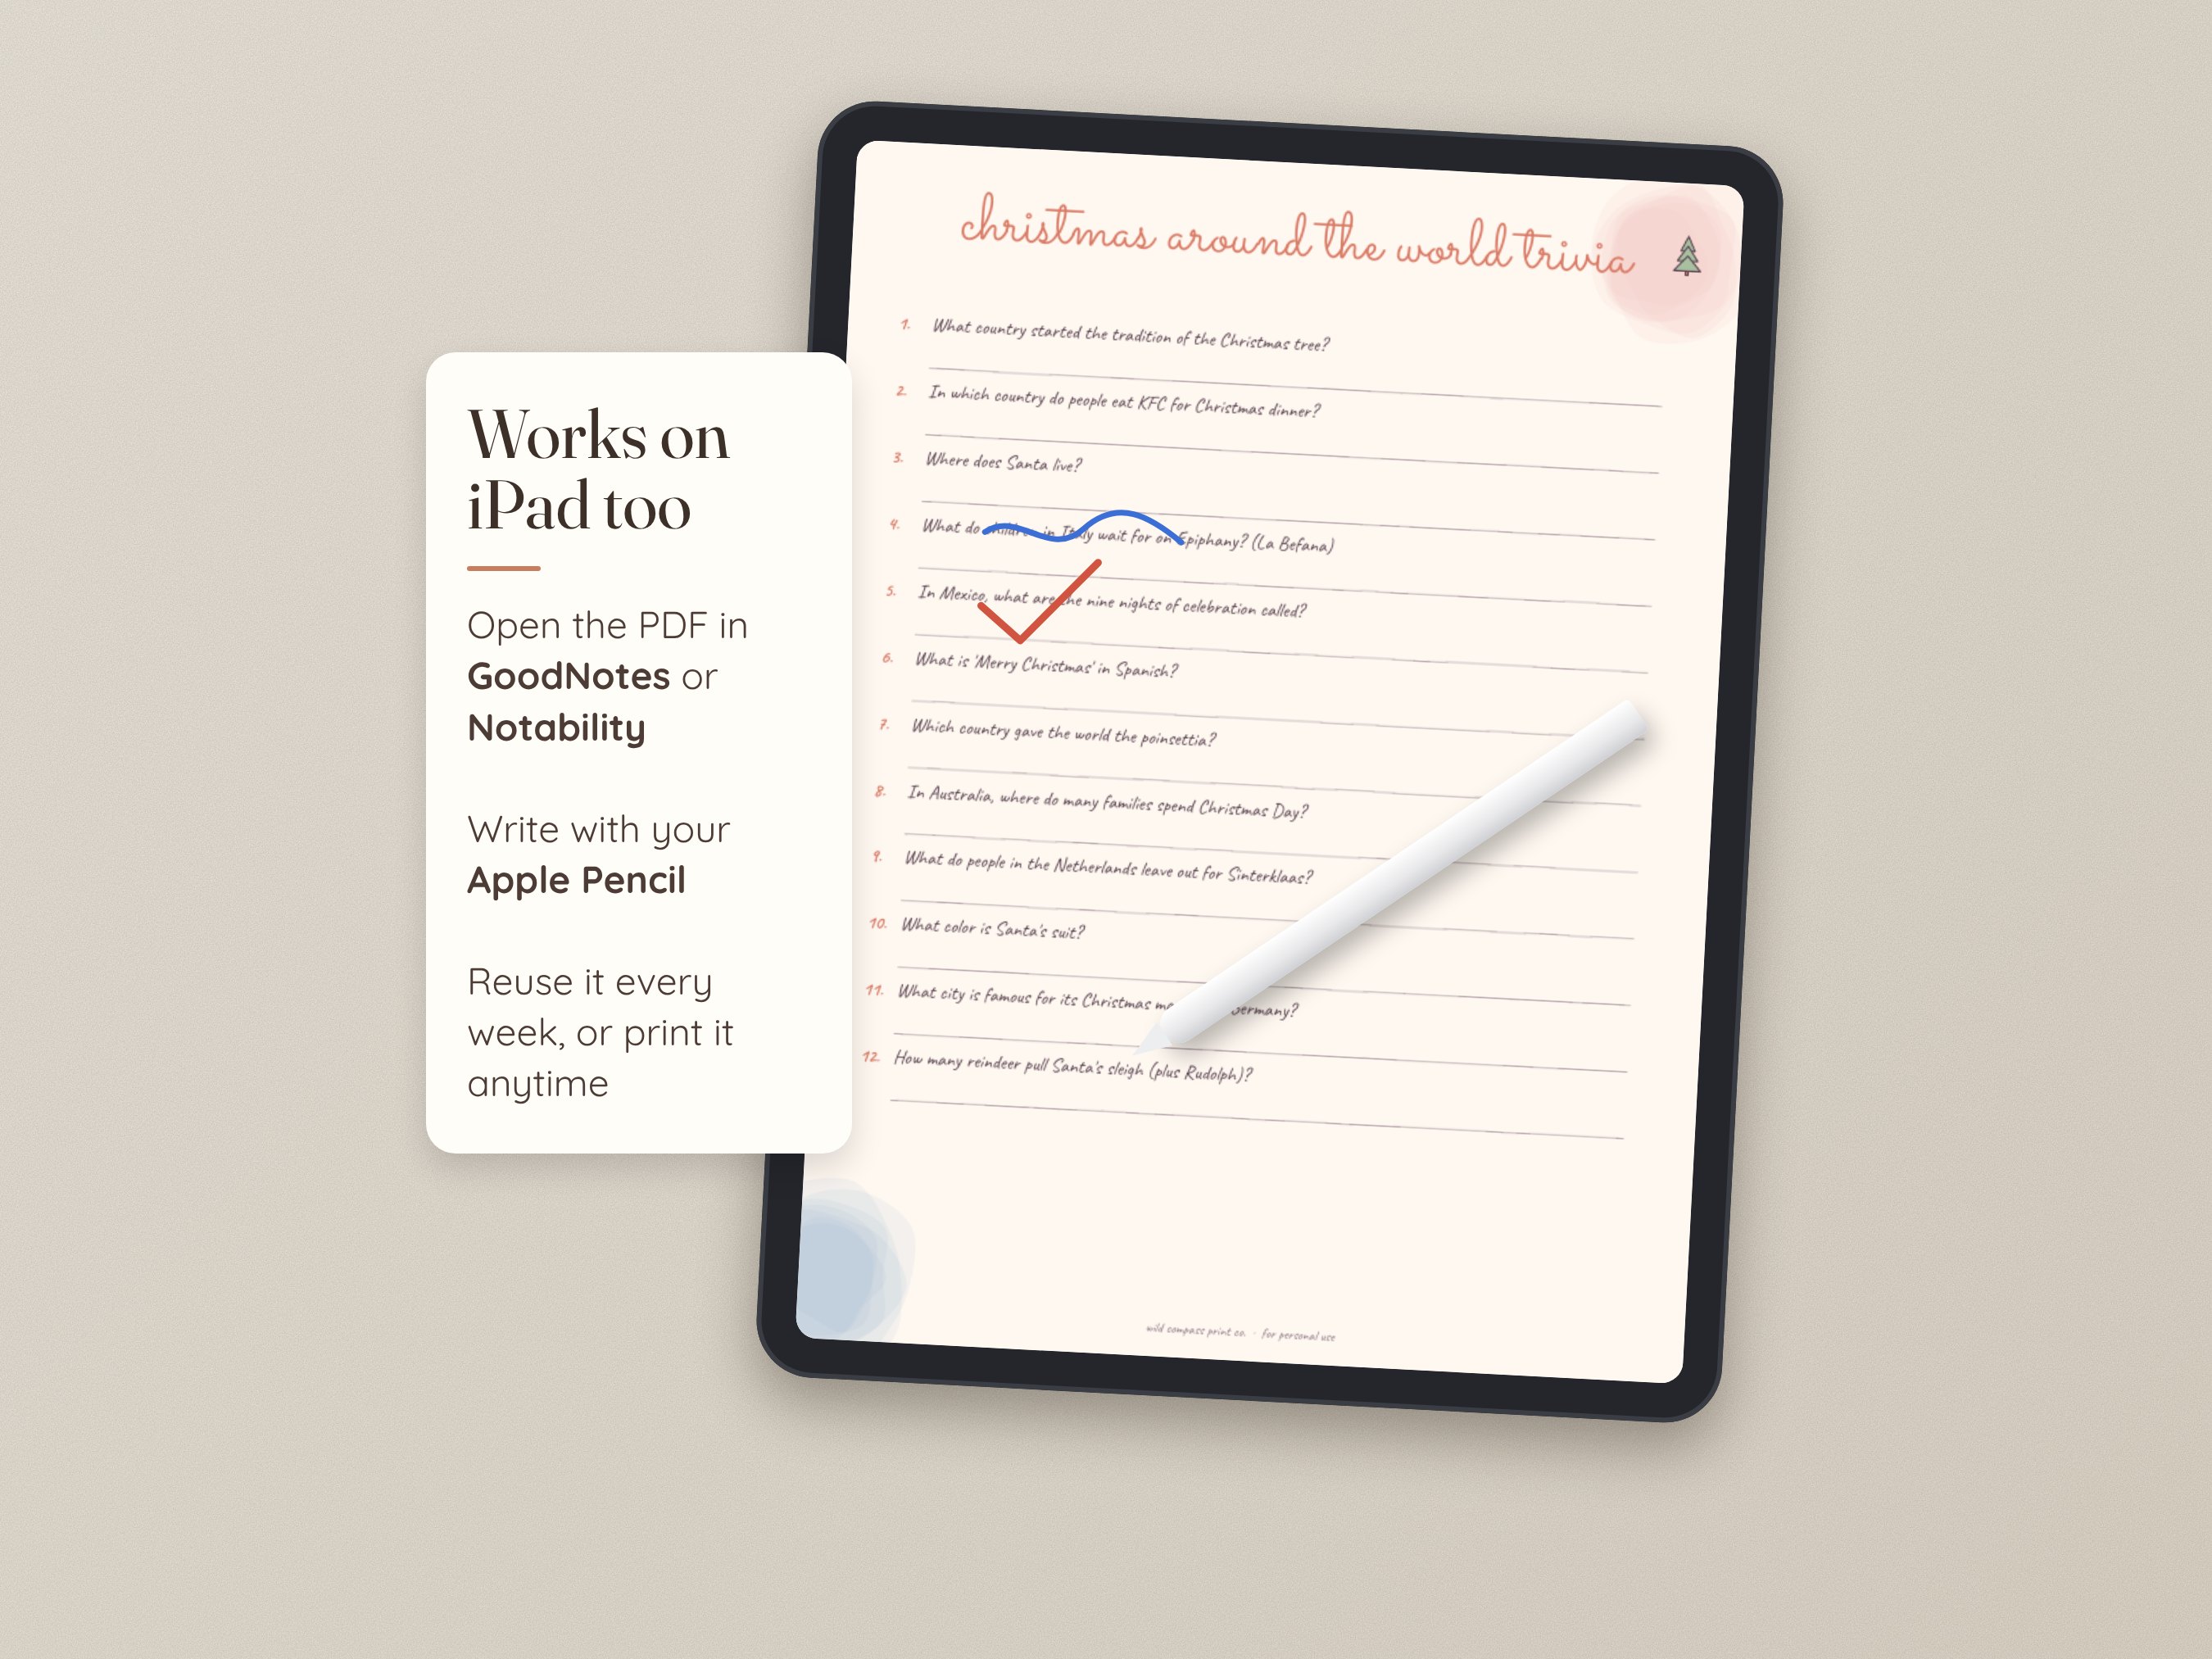 Works on
iPad too
Open the PDF in
GoodNotes or
Notability
Write with your
Apple Pencil
Reuse it every
week, or print it
anytime
christmas around the world trivia
1. What country started the tradition of the Christmas tree?
2. In which country do people eat KFC for Christmas dinner?
3. Where does Santa live?
4. What do children in Italy wait for on Epiphany? (La Befana)
5. In Mexico, what are the nine nights of celebration called?
6. What is 'Merry Christmas' in Spanish?
7. Which country gave the world the poinsettia?
8. In Australia, where do many families spend Christmas Day?
9. What do people in the Netherlands leave out for Sinterklaas?
10. What color is Santa's suit?
11. What city is famous for its Christmas Germany?
12. How many reindeer pull Santa's sleigh (plus Rudolph)?
wild compass print co. · for personal use